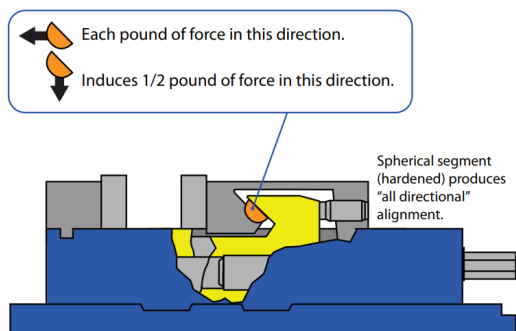 Each pound of force in this direction.
Induces 1/2 pound of force in this direction.
Spherical segment
(hardened) produces
“all directional”
alignment.